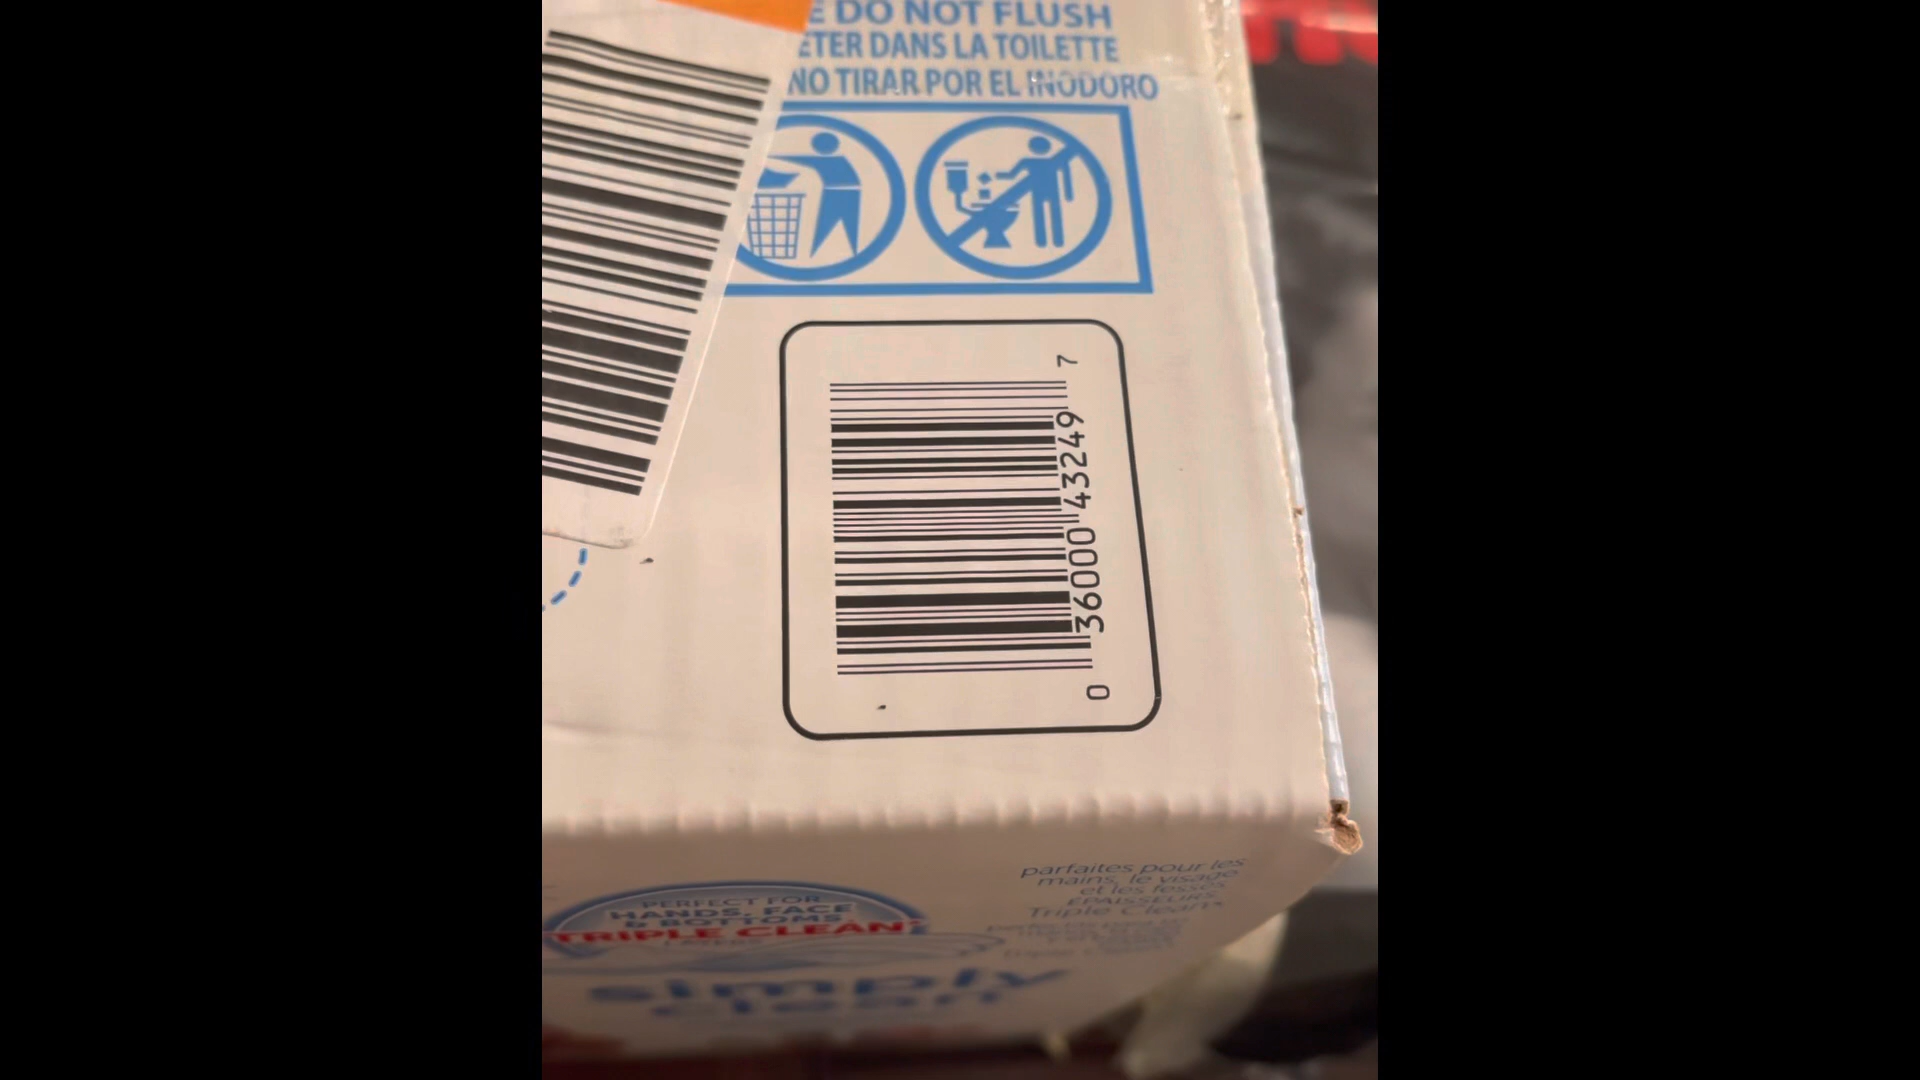 E DO NOT FLUSH
ETER DANS LA TOILETTE
NO TIRAR POR EL INODORO
0 36000 43249 7
parfaites pour les
mains, le visage
et les fesses
ÉPAISSEURS
Triple Clean*
PERFECT FOR
HANDS, FACE
& BOTTOMS
TRIPLE CLEAN*
LAYERS
simply
clean